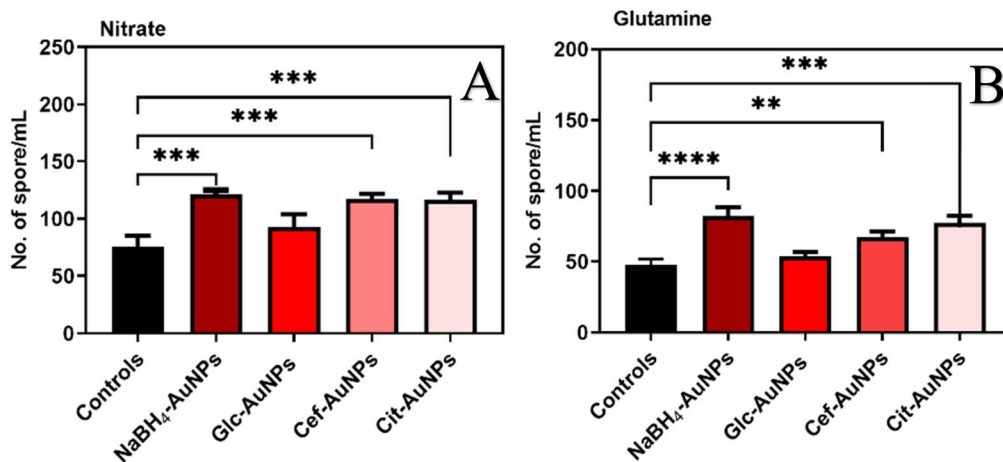 Nitrate
A
No. of spore/mL
250
200
150
100
50
0
***
***
***
Controls
NaBH₄-AuNPs
Glc-AuNPs
Cef-AuNPs
Cit-AuNPs
Glutamine
B
No. of spore/mL
200
150
100
50
0
***
**
****
Controls
NaBH₄-AuNPs
Glc-AuNPs
Cef-AuNPs
Cit-AuNPs